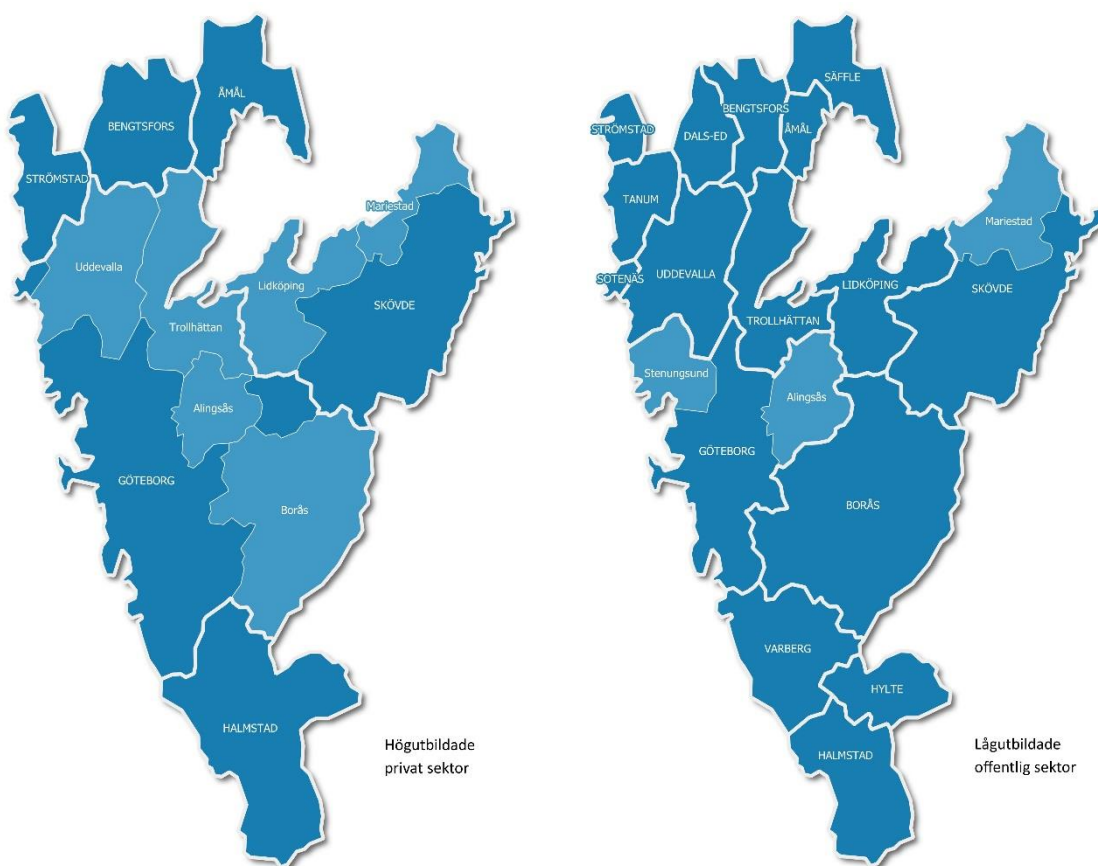 ÅMÅL
BENGTSFORS
STRÖMSTAD
Mariestad
Uddevalla
Lidköping
SKÖVDE
Trollhättan
Alingsås
GÖTEBORG
Borås
HALMSTAD
Högutbildade
privat sektor
SÄFFLE
BENGTSFORS
STRÖMSTAD
DALS-ED
ÅMÅL
TANUM
Mariestad
SOTENÄS
UDDEVALLA
LIDKÖPING
SKÖVDE
TROLLHÄTTAN
Stenungsund
Alingsås
GÖTEBORG
BORÅS
VARBERG
HYLTE
HALMSTAD
Lågutbildade
offentlig sektor